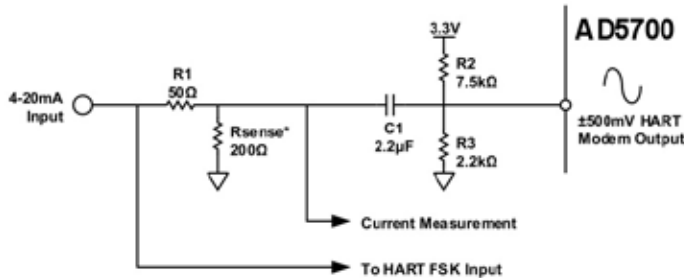 3.3V
AD5700
R2
7.5kΩ
R1
50Ω
4-20mA
Input
Rsense*
200Ω
C1
2.2µF
R3
2.2kΩ
±500mV HART
Modem Output
Current Measurement
To HART FSK Input